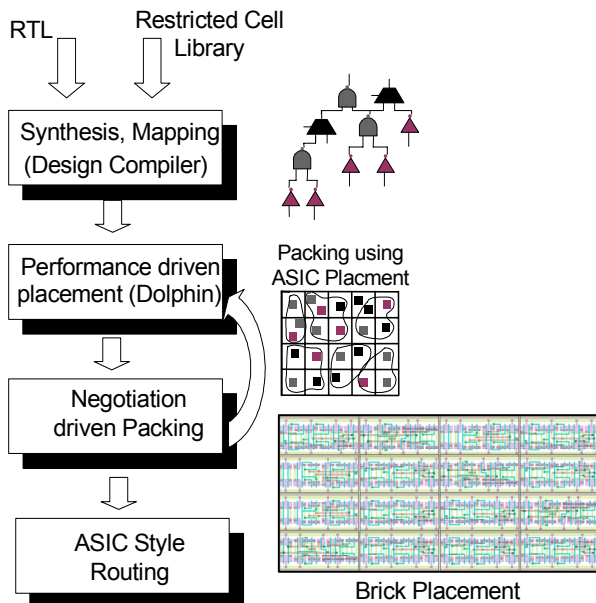 RTL
Restricted Cell
Library
Synthesis, Mapping
(Design Compiler)
Performance driven
placement (Dolphin)
Packing using
ASIC Placment
Negotiation
driven Packing
ASIC Style
Routing
Brick Placement